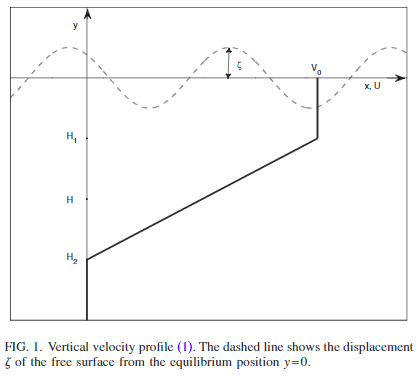 y
ζ
V₀
x, U
H₁
H
H₂
FIG. 1. Vertical velocity profile (1). The dashed line shows the displacement
ζ of the free surface from the equilibrium position y=0.